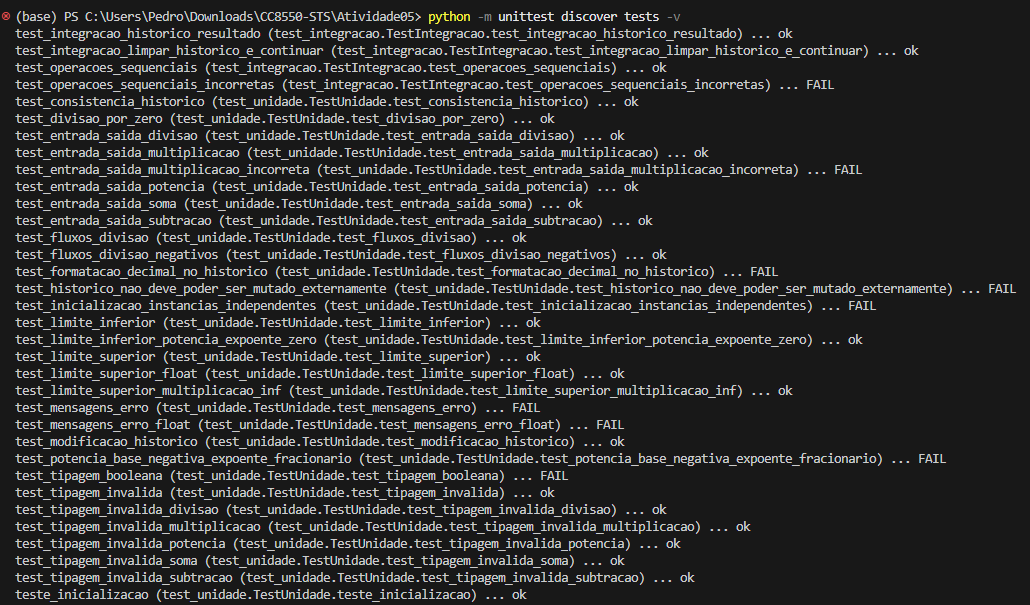 (base) PS C:\Users\Pedro\Downloads\CC8550-STS\Atividade05> python -m unittest discover tests -v
test_integracao_historico_resultado (test_integracao.TestIntegracao.test_integracao_historico_resultado) ... ok
test_integracao_limpar_historico_e_continuar (test_integracao.TestIntegracao.test_integracao_limpar_historico_e_continuar) ... ok
test_operacoes_sequenciais (test_integracao.TestIntegracao.test_operacoes_sequenciais) ... ok
test_operacoes_sequenciais_incorretas (test_integracao.TestIntegracao.test_operacoes_sequenciais_incorretas) ... FAIL
test_consistencia_historico (test_unidade.TestUnidade.test_consistencia_historico) ... ok
test_divisao_por_zero (test_unidade.TestUnidade.test_divisao_por_zero) ... ok
test_entrada_saida_divisao (test_unidade.TestUnidade.test_entrada_saida_divisao) ... ok
test_entrada_saida_multiplicacao (test_unidade.TestUnidade.test_entrada_saida_multiplicacao) ... ok
test_entrada_saida_multiplicacao_incorreta (test_unidade.TestUnidade.test_entrada_saida_multiplicacao_incorreta) ... FAIL
test_entrada_saida_potencia (test_unidade.TestUnidade.test_entrada_saida_potencia) ... ok
test_entrada_saida_soma (test_unidade.TestUnidade.test_entrada_saida_soma) ... ok
test_entrada_saida_subtracao (test_unidade.TestUnidade.test_entrada_saida_subtracao) ... ok
test_fluxos_divisao (test_unidade.TestUnidade.test_fluxos_divisao) ... ok
test_fluxos_divisao_negativos (test_unidade.TestUnidade.test_fluxos_divisao_negativos) ... ok
test_formatacao_decimal_no_historico (test_unidade.TestUnidade.test_formatacao_decimal_no_historico) ... FAIL
test_historico_nao_deve_poder_ser_mutado_externamente (test_unidade.TestUnidade.test_historico_nao_deve_poder_ser_mutado_externamente) ... FAIL
test_inicializacao_instancias_independentes (test_unidade.TestUnidade.test_inicializacao_instancias_independentes) ... FAIL
test_limite_inferior (test_unidade.TestUnidade.test_limite_inferior) ... ok
test_limite_inferior_potencia_expoente_zero (test_unidade.TestUnidade.test_limite_inferior_potencia_expoente_zero) ... ok
test_limite_superior (test_unidade.TestUnidade.test_limite_superior) ... ok
test_limite_superior_float (test_unidade.TestUnidade.test_limite_superior_float) ... ok
test_limite_superior_multiplicacao_inf (test_unidade.TestUnidade.test_limite_superior_multiplicacao_inf) ... ok
test_mensagens_erro (test_unidade.TestUnidade.test_mensagens_erro) ... FAIL
test_mensagens_erro_float (test_unidade.TestUnidade.test_mensagens_erro_float) ... FAIL
test_modificacao_historico (test_unidade.TestUnidade.test_modificacao_historico) ... ok
test_potencia_base_negativa_expoente_fracionario (test_unidade.TestUnidade.test_potencia_base_negativa_expoente_fracionario) ... FAIL
test_tipagem_booleana (test_unidade.TestUnidade.test_tipagem_booleana) ... FAIL
test_tipagem_invalida (test_unidade.TestUnidade.test_tipagem_invalida) ... ok
test_tipagem_invalida_divisao (test_unidade.TestUnidade.test_tipagem_invalida_divisao) ... ok
test_tipagem_invalida_multiplicacao (test_unidade.TestUnidade.test_tipagem_invalida_multiplicacao) ... ok
test_tipagem_invalida_potencia (test_unidade.TestUnidade.test_tipagem_invalida_potencia) ... ok
test_tipagem_invalida_soma (test_unidade.TestUnidade.test_tipagem_invalida_soma) ... ok
test_tipagem_invalida_subtracao (test_unidade.TestUnidade.test_tipagem_invalida_subtracao) ... ok
teste_inicializacao (test_unidade.TestUnidade.teste_inicializacao) ... ok